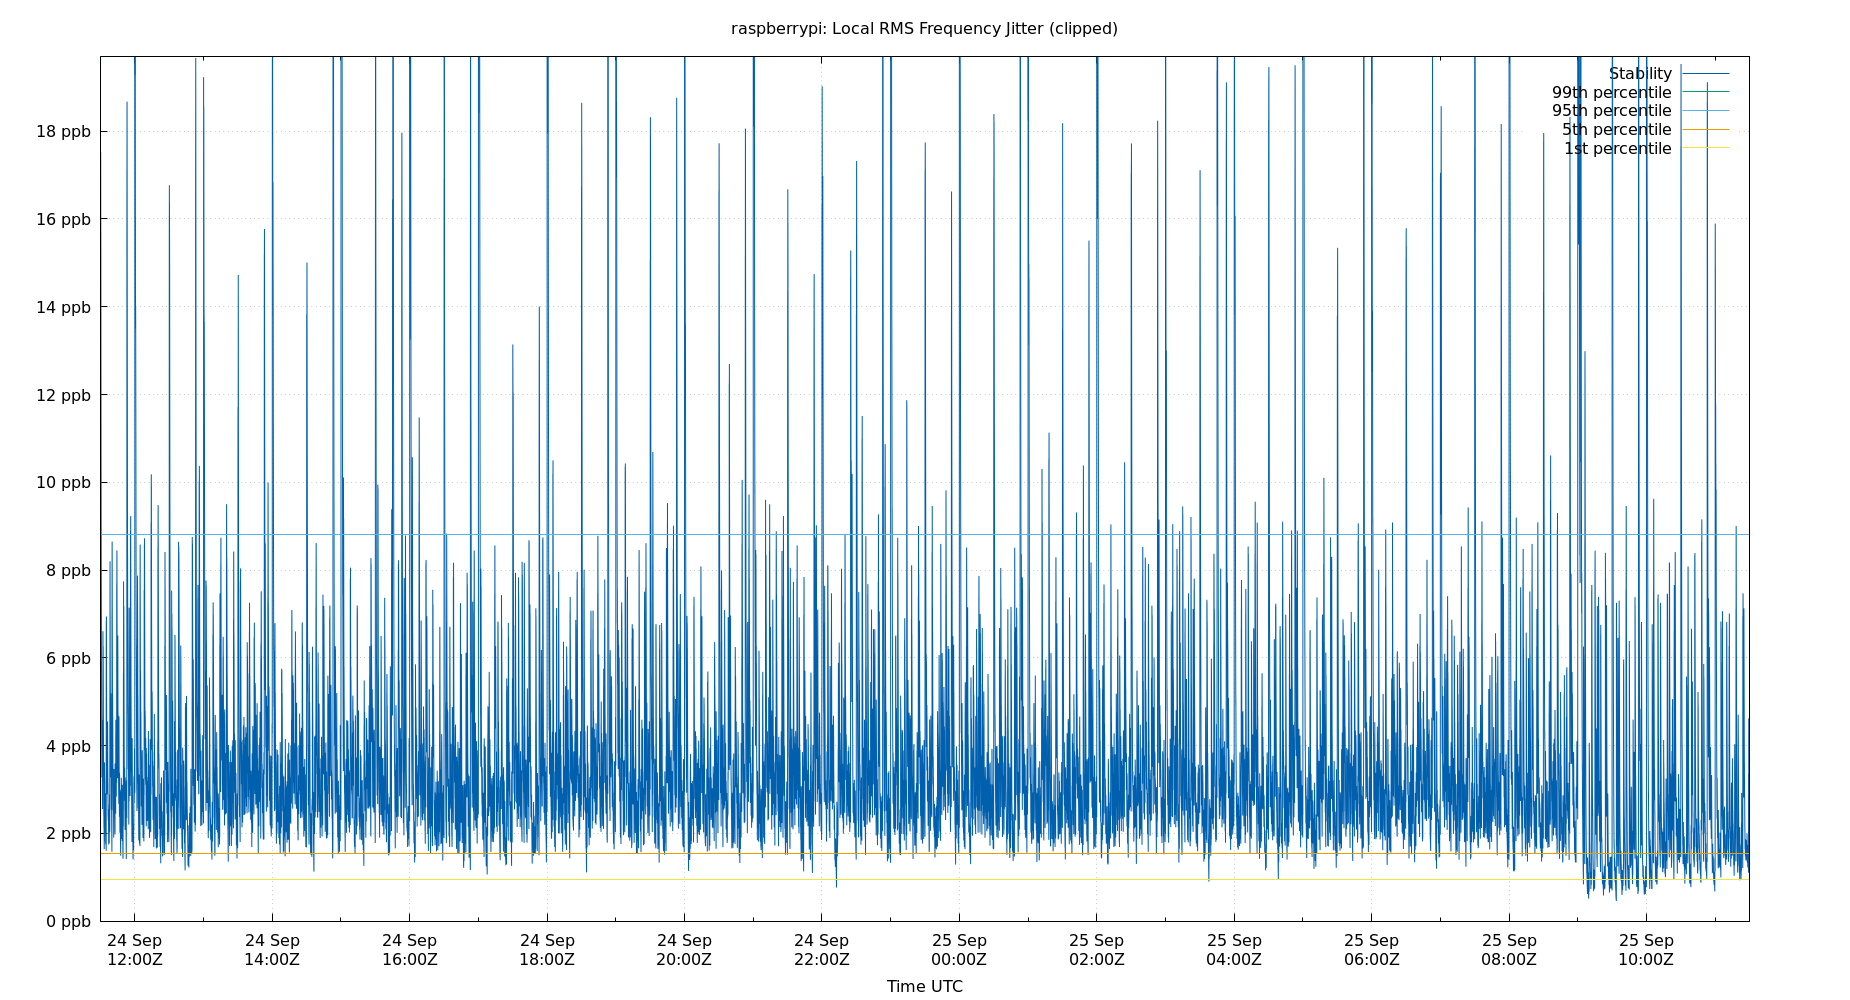 raspberrypi: Local RMS Frequency Jitter (clipped)
Stability
99th percentile
95th percentile
5th percentile
1st percentile
18 ppb
16 ppb
14 ppb
12 ppb
10 ppb
8 ppb
6 ppb
4 ppb
2 ppb
0 ppb
24 Sep 24 Sep 24 Sep 24 Sep 24 Sep 24 Sep 25 Sep 25 Sep 25 Sep 25 Sep 25 Sep 25 Sep
12:00Z 14:00Z 16:00Z 18:00Z 20:00Z 22:00Z 00:00Z 02:00Z 04:00Z 06:00Z 08:00Z 10:00Z
Time UTC